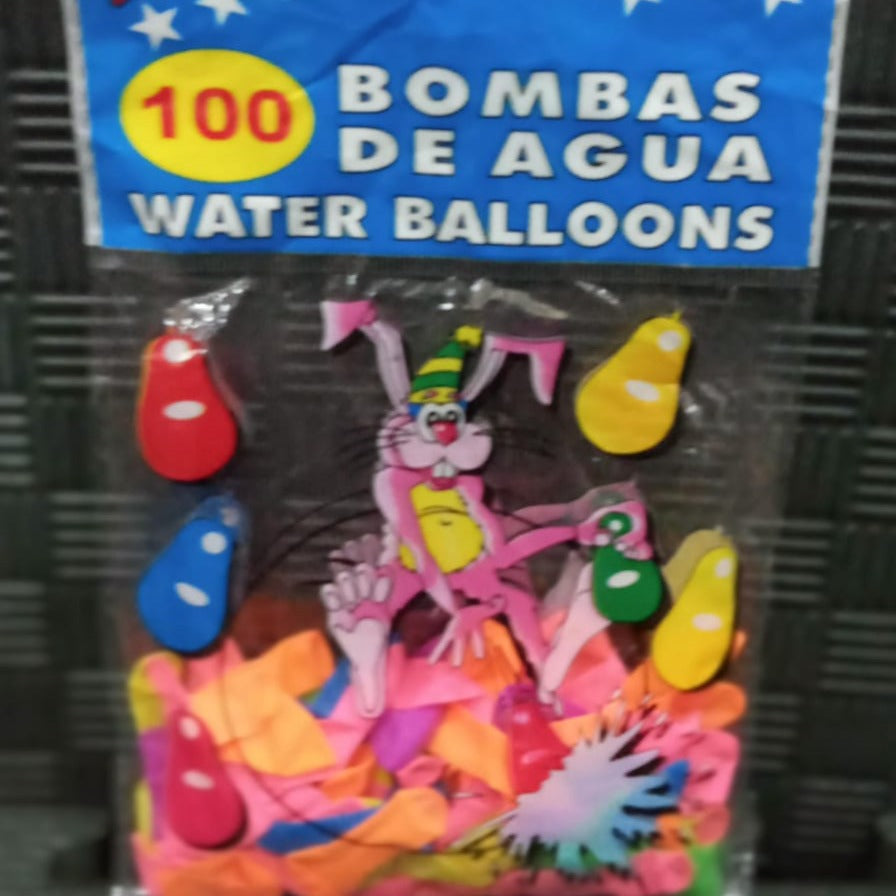 100
BOMBAS
DE AGUA
WATER BALLOONS